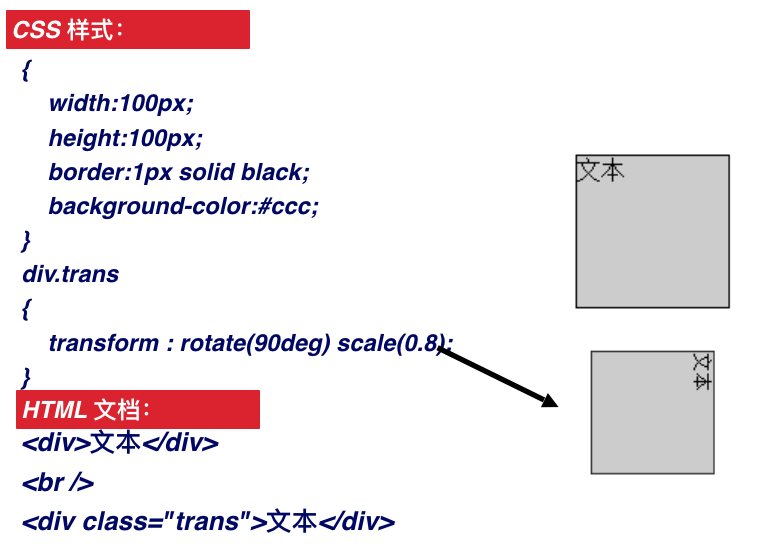 CSS 样式：
{
width:100px;
height:100px;
border:1px solid black;
background-color:#ccc;
}
div.trans
{
transform : rotate(90deg) scale(0.8);
}
HTML 文档：
<div>文本</div>
<br />
<div class="trans">文本</div>
文本
文本